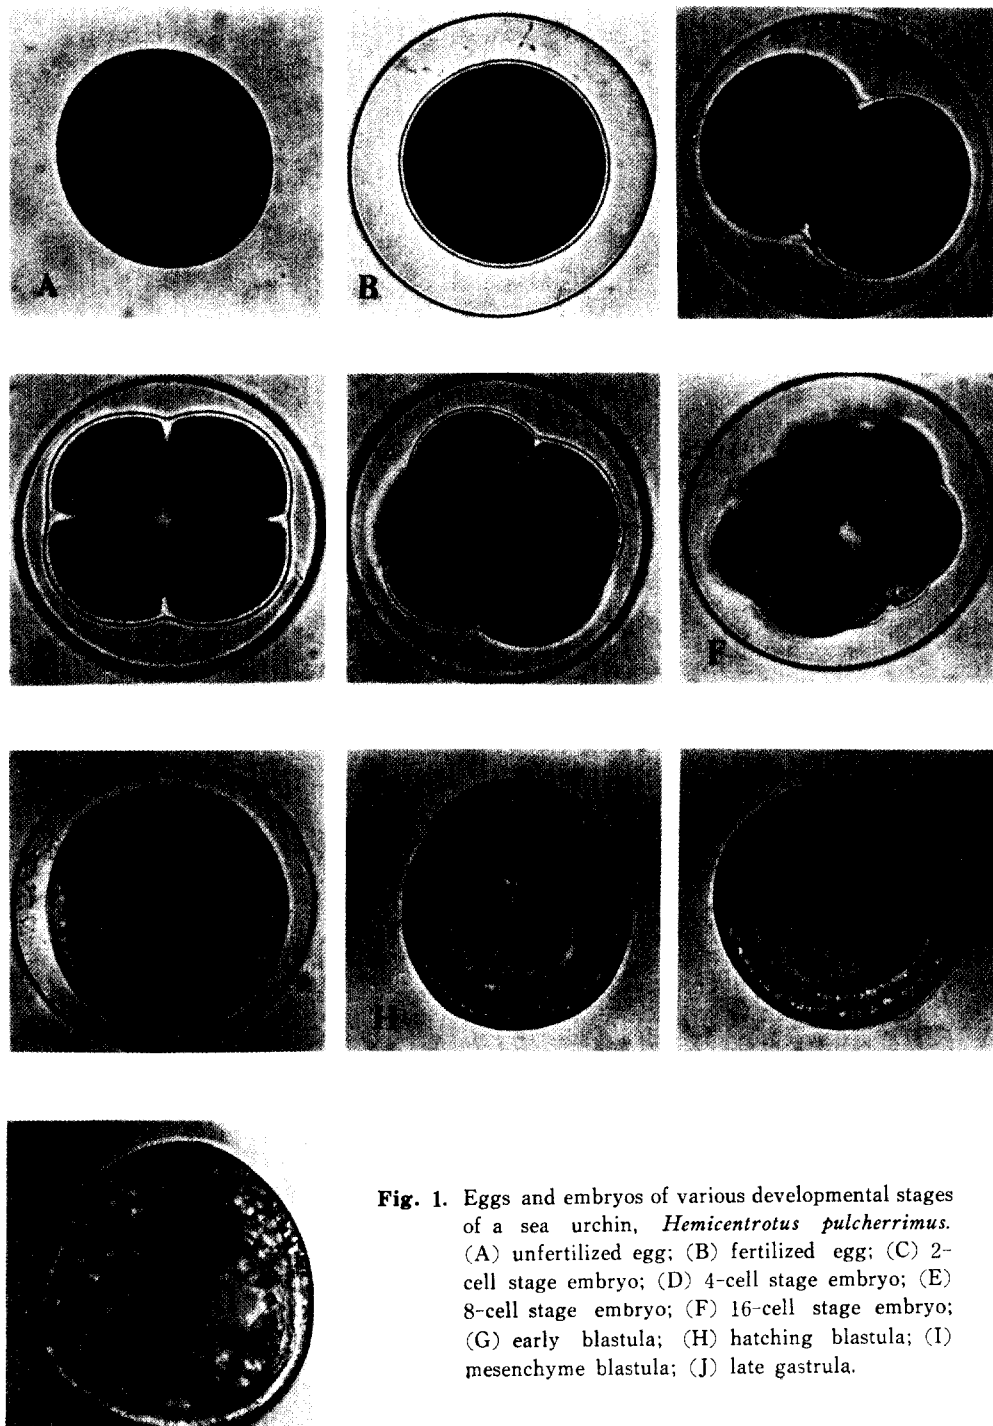 A
B
F
H
Fig. 1. Eggs and embryos of various developmental stages
of a sea urchin, Hemicentrotus pulcherrimus.
(A) unfertilized egg; (B) fertilized egg; (C) 2-
cell stage embryo; (D) 4-cell stage embryo; (E)
8-cell stage embryo; (F) 16-cell stage embryo;
(G) early blastula; (H) hatching blastula; (I)
mesenchyme blastula; (J) late gastrula.